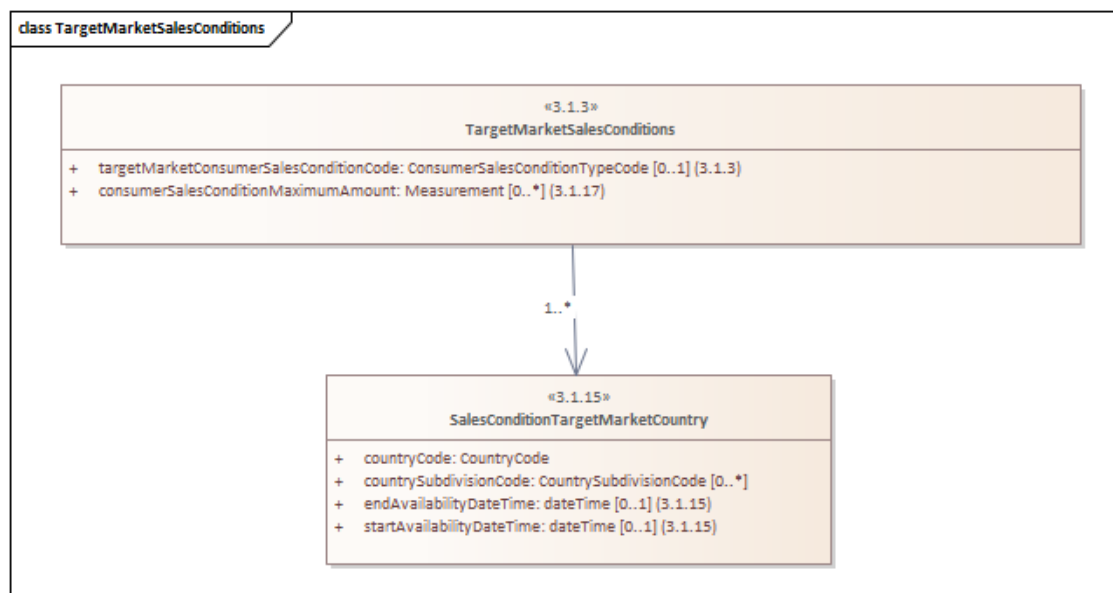 class TargetMarketSalesConditions
«3.1.3»
TargetMarketSalesConditions
+ targetMarketConsumerSalesConditionCode: ConsumerSalesConditionTypeCode [0..1] (3.1.3)
+ consumerSalesConditionMaximumAmount: Measurement [0..*] (3.1.17)
1..*
«3.1.15»
SalesConditionTargetMarketCountry
+ countryCode: CountryCode
+ countrySubdivisionCode: CountrySubdivisionCode [0..*]
+ endAvailabilityDateTime: dateTime [0..1] (3.1.15)
+ startAvailabilityDateTime: dateTime [0..1] (3.1.15)